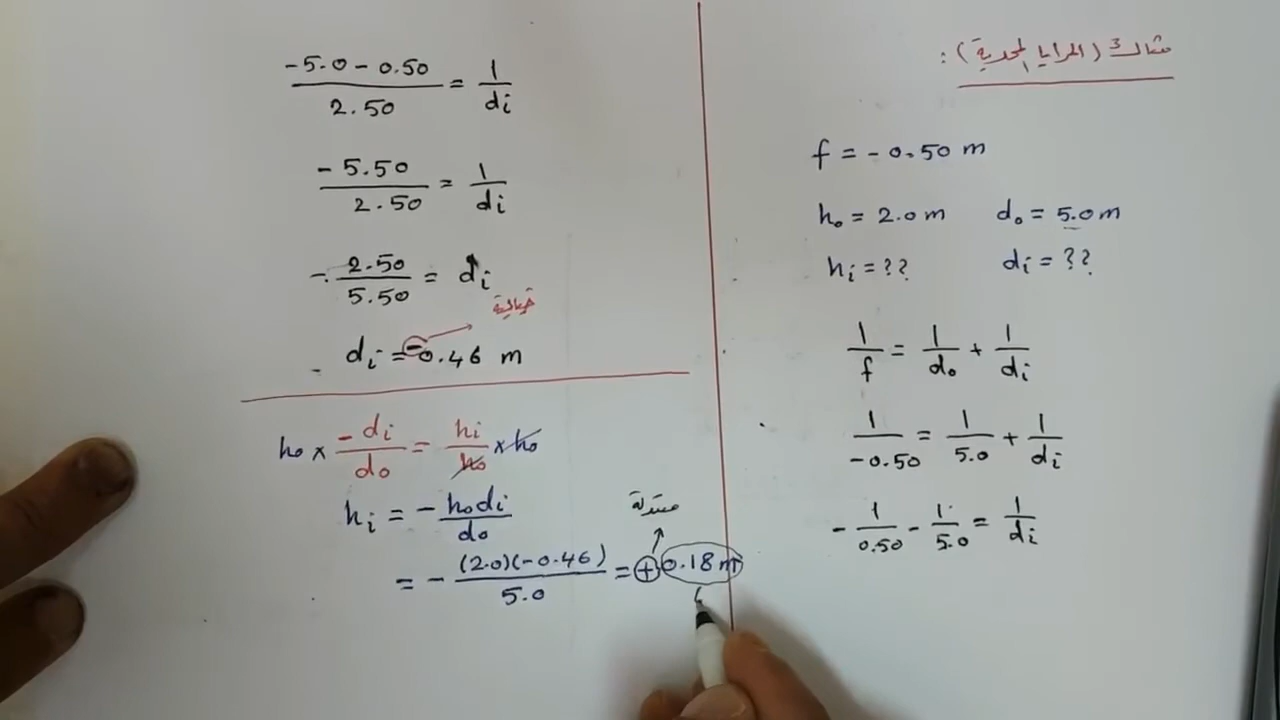 مثال 3 (المرايا المحدبة):
f = - 0.50 m
h₀ = 2.0 m d₀ = 5.0 m
hᵢ = ?? dᵢ = ??
1/f = 1/d₀ + 1/dᵢ
1/-0.50 = 1/5.0 + 1/dᵢ
- 1/0.50 - 1/5.0 = 1/dᵢ
-5.0 - 0.50/2.50 = 1/dᵢ
-5.50/2.50 = 1/dᵢ
- 2.50/5.50 = dᵢ
خيالية
dᵢ = -0.46 m
h₀ × -dᵢ/d₀ = hᵢ/h₀ × h₀
hᵢ = - h₀dᵢ/d₀
معتدلة
= - (2.0)(-0.46)/5.0 = + 0.18 m